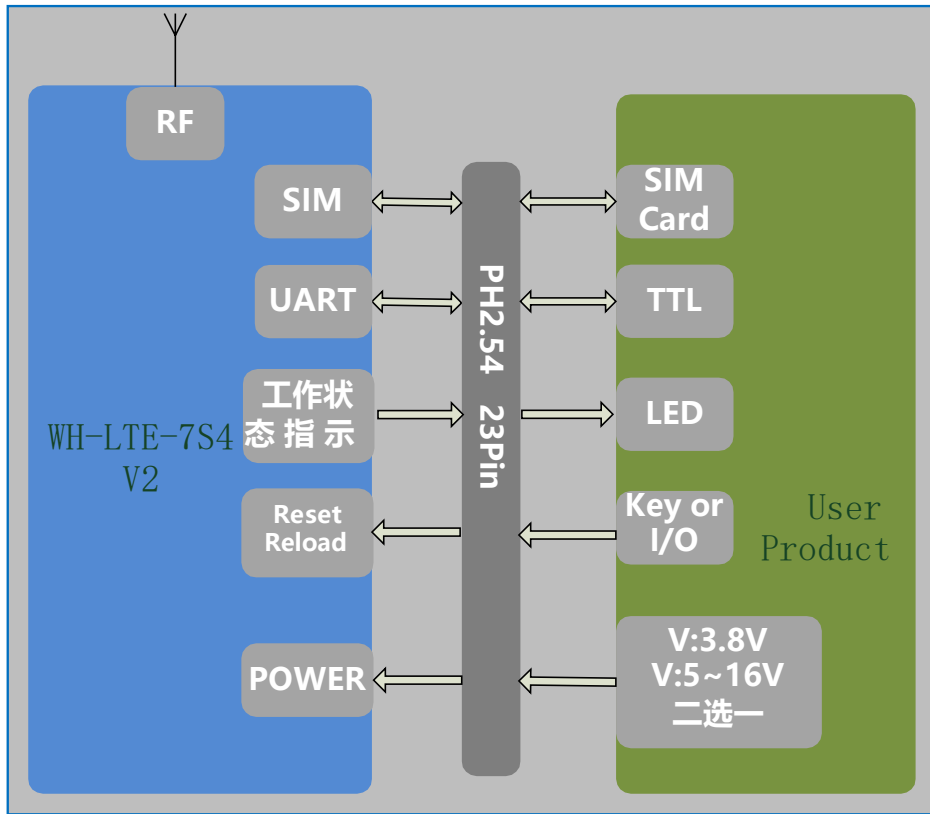 RF
SIM
UART
工作状
态 指 示
WH-LTE-7S4
V2
Reset
Reload
POWER
PH2.54 23Pin
SIM
Card
TTL
LED
Key or
I/O
User
Product
V:3.8V
V:5~16V
二选一